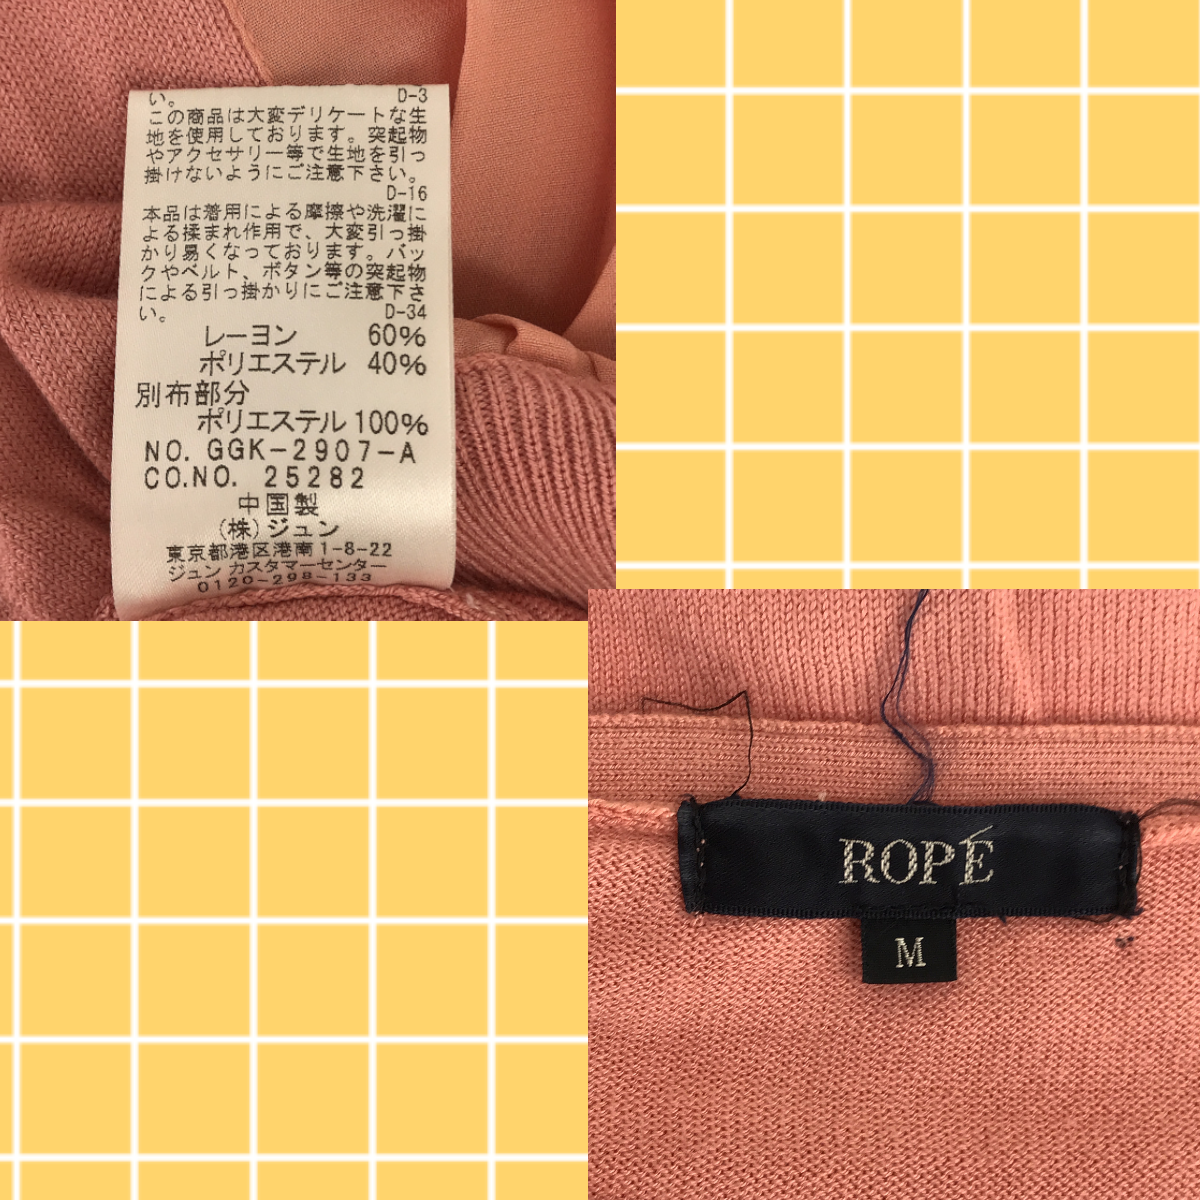 い。 D-3
この商品は大変デリケートな生
地を使用しております。突起物
やアクセサリー等で生地を引っ
掛けないようにご注意下さい。
D-16
本品は着用による摩擦や洗濯に
よる揉まれ作用で、大変引っ掛
かり易くなっております。バッ
クやベルト、ボタン等の突起物
による引っ掛かりにご注意下さ
い。 D-34
レーヨン 60%
ポリエステル 40%
別布部分
ポリエステル 100%
NO. GGK-2907-A
CO.NO. 25282
中国製
(株)ジュン
東京都港区港南1-8-22
ジュン カスタマーセンター
0120-298-133
ROPÉ
M